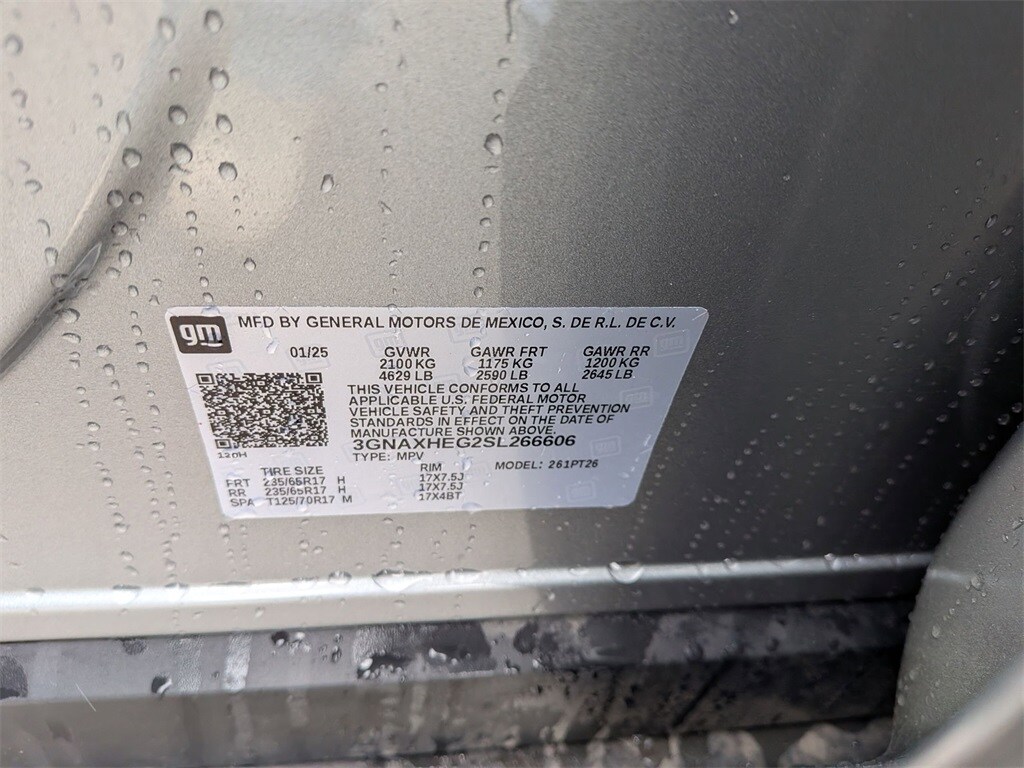 gm MFD BY GENERAL MOTORS DE MEXICO, S. DE R.L. DE C.V.
01/25 GVWR GAWR FRT GAWR RR
2100 KG 1175 KG 1200 KG
4629 LB 2590 LB 2645 LB
THIS VEHICLE CONFORMS TO ALL
APPLICABLE U.S. FEDERAL MOTOR
VEHICLE SAFETY AND THEFT PREVENTION
STANDARDS IN EFFECT ON THE DATE OF
MANUFACTURE SHOWN ABOVE.
3GNAXHEG2SL266606
TYPE: MPV MODEL: 261PT26
TIRE SIZE RIM
FRT 235/65R17 H 17X7.5J
RR 235/65R17 H 17X7.5J
SPA T125/70R17 M 17X4BT